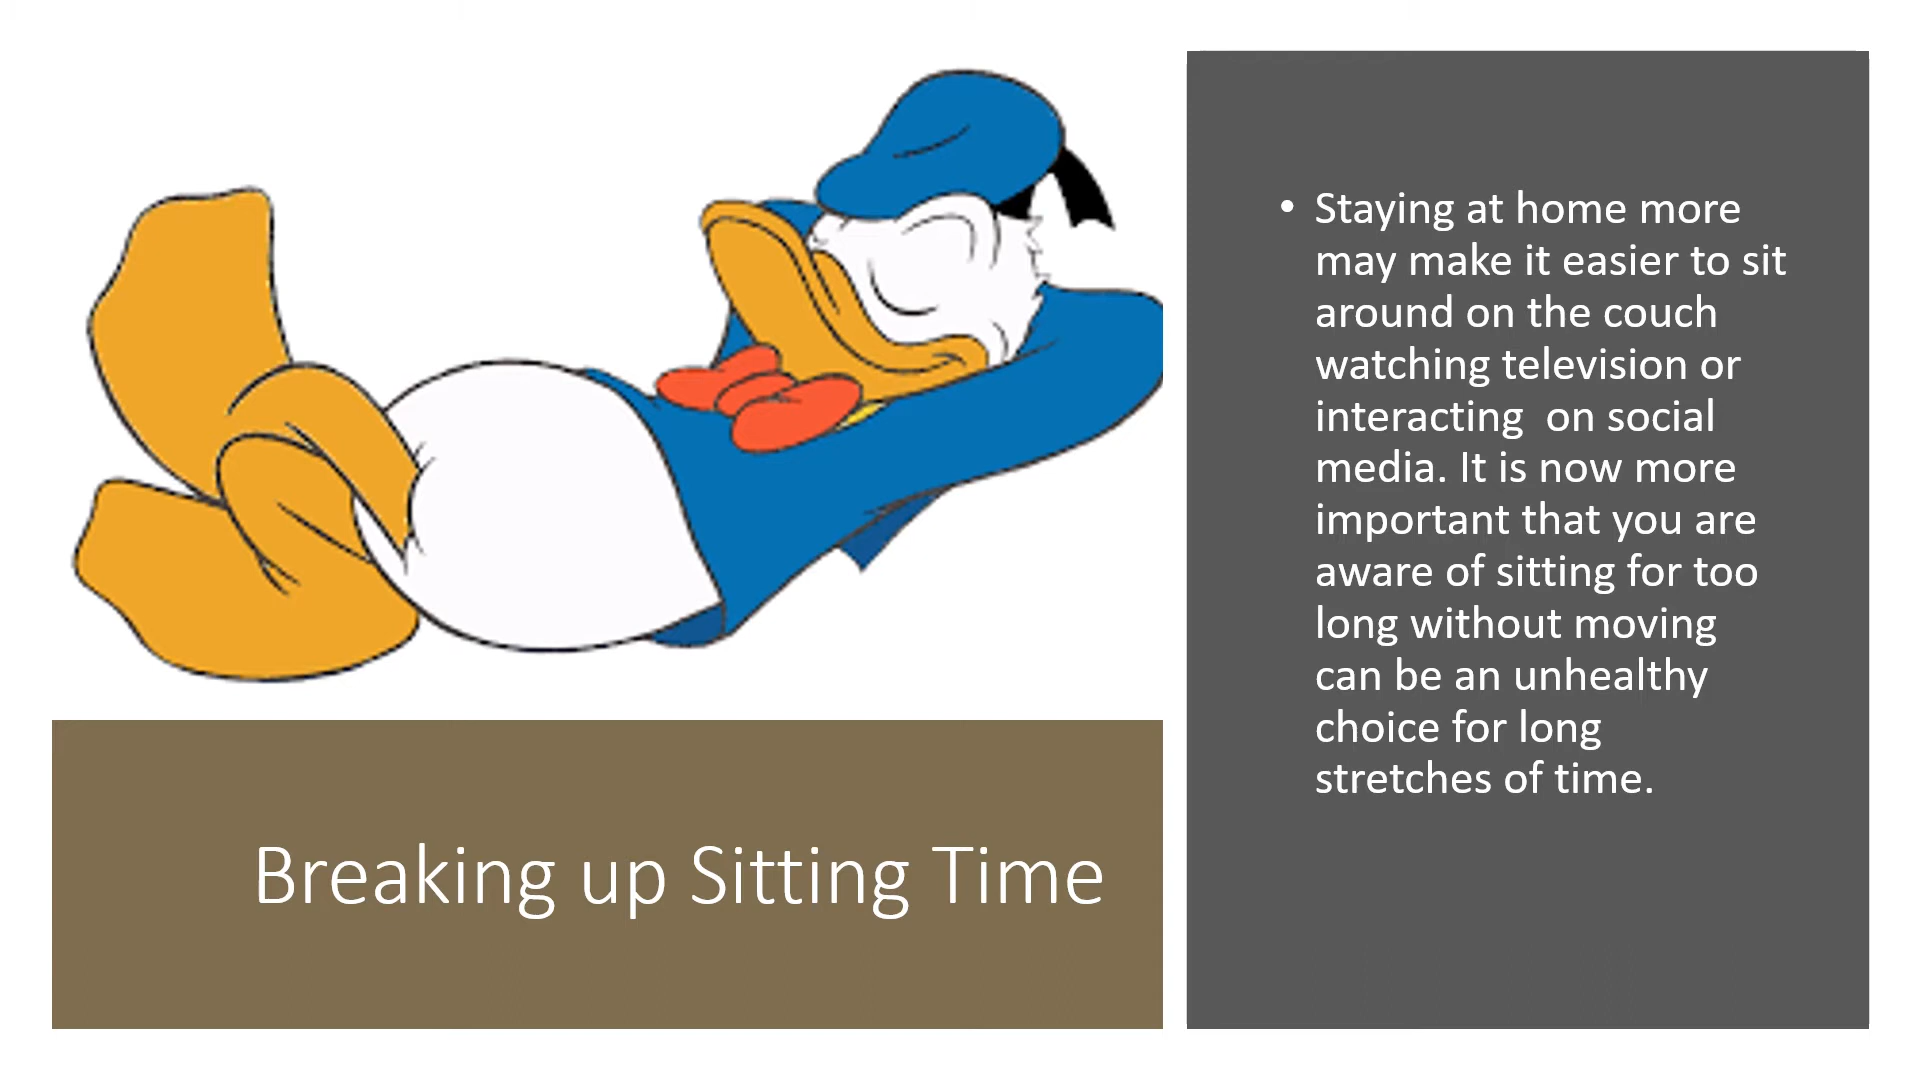 Breaking up Sitting Time
• Staying at home more
may make it easier to sit
around on the couch
watching television or
interacting  on social
media. It is now more
important that you are
aware of sitting for too
long without moving
can be an unhealthy
choice for long
stretches of time.